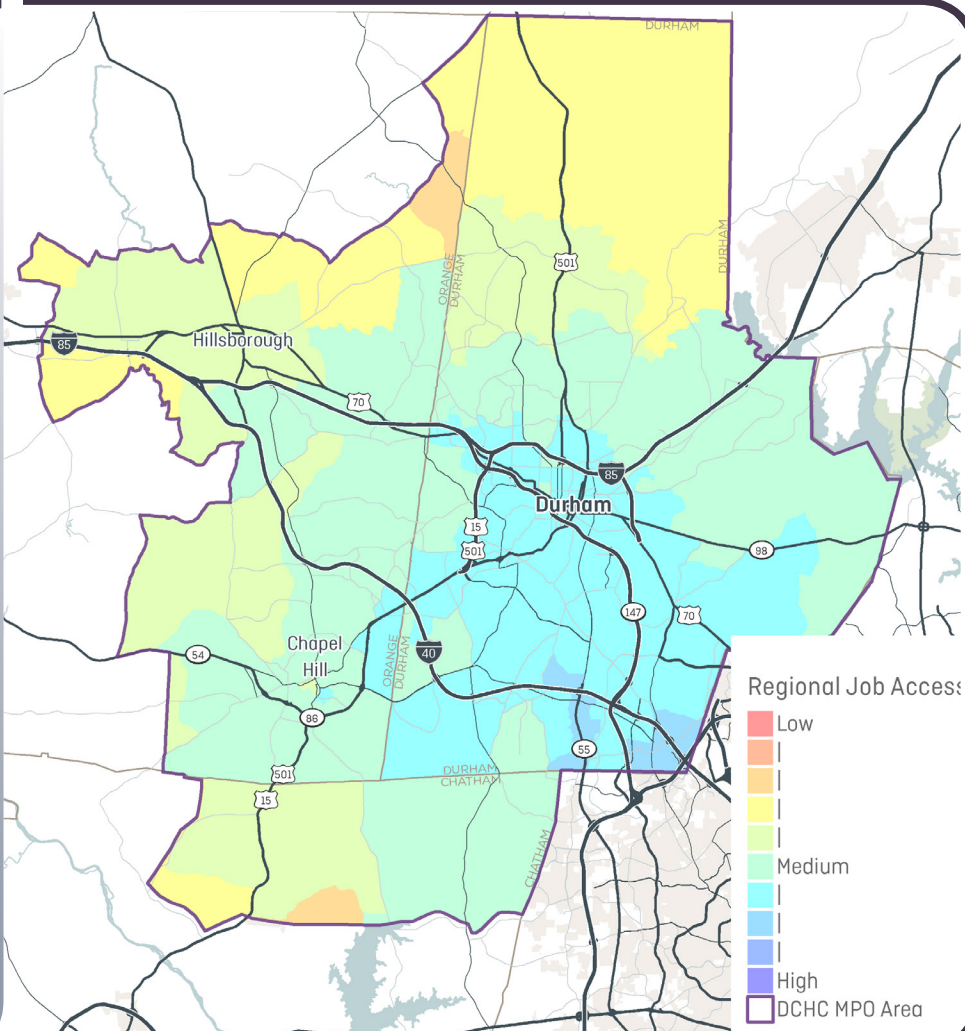 DURHAM
DURHAM
501
ORANGE
DURHAM
85
Hillsborough
70
85
Durham
15
501
98
147
70
Chapel
Hill
54
ORANGE
DURHAM
40
86
55
501
DURHAM
CHATHAM
15
CHATHAM
Regional Job Access
Low
|
|
|
|
Medium
|
|
|
High
DCHC MPO Area